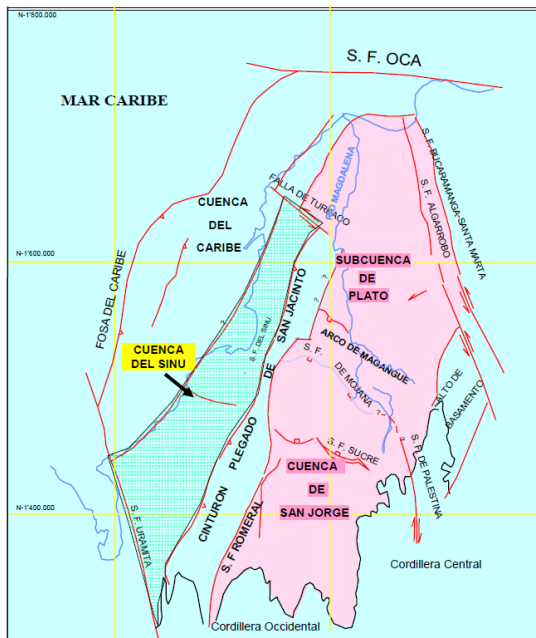 N-1'800.000
S. F. OCA
MAR CARIBE
S. F. BUCARAMANGA-SANTA MARTA
S. F. ALGARROBO
MAGDALENA
FALLA DE TURBACO
CUENCA
DEL
CARIBE
N-1'600.000
SUBCUENCA
DE
PLATO
FOSA DEL CARIBE
CINTURON PLEGADO DE SAN JACINTO
S. F. DEL SINU
ARCO DE MAGANGUE
CUENCA
DEL SINU
S. F. DE MOJANA
ALTO DE
BASAMENTO
S. F. SUCRE
CUENCA
DE
SAN JORGE
S. F. DE PALESTINA
N-1'400.000
S. F. URAMITA
S. F ROMERAL
Cordillera Central
Cordillera Occidental